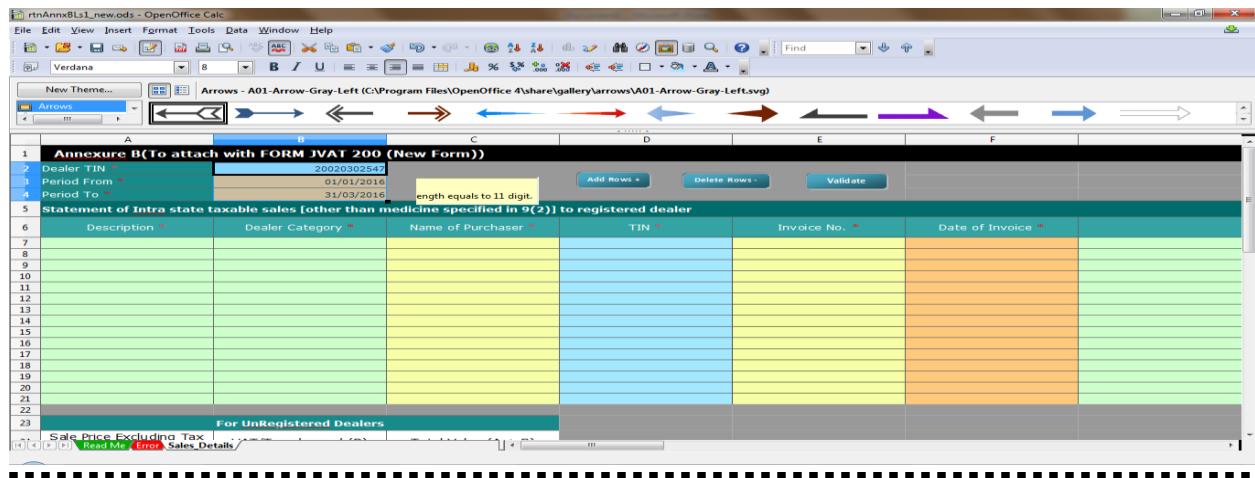 rtnAnnxBLs1_new.ods - OpenOffice Calc
File Edit View Insert Format Tools Data Window Help
ABC Find
Verdana 8 B I U
New Theme... Arrows - A01-Arrow-Gray-Left (C:\Program Files\OpenOffice 4\share\gallery\arrows\A01-Arrow-Gray-Left.svg)
Arrows
A B C D E F
1 Annexure B(To attach with FORM JVAT 200 (New Form))
2 Dealer TIN * 20020302547
3 Period From * 01/01/2016 Add Rows + Delete Rows - Validate
4 Period To * 31/03/2016 ength equals to 11 digit.
5 Statement of Intra state taxable sales [other than medicine specified in 9(2)] to registered dealer
6 Description * Dealer Category * Name of Purchaser * TIN * Invoice No. * Date of Invoice *
7
8
9
10
11
12
13
14
15
16
17
18
19
20
21
22
23 For UnRegistered Dealers
Sale Price Excluding Tax
Read Me Error Sales_Details